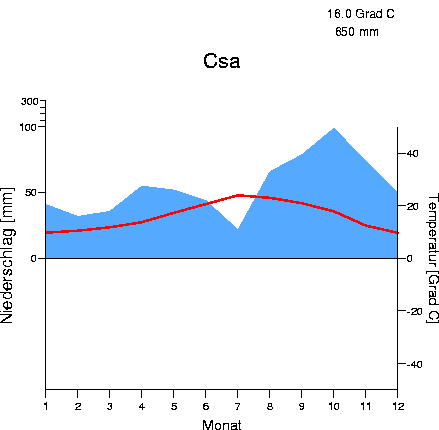 16.0 Grad C
650 mm
Csa
300
100
50
0
Niederschlag [mm]
40
20
0
-20
-40
Temperatur [Grad C]
1 2 3 4 5 6 7 8 9 10 11 12
Monat